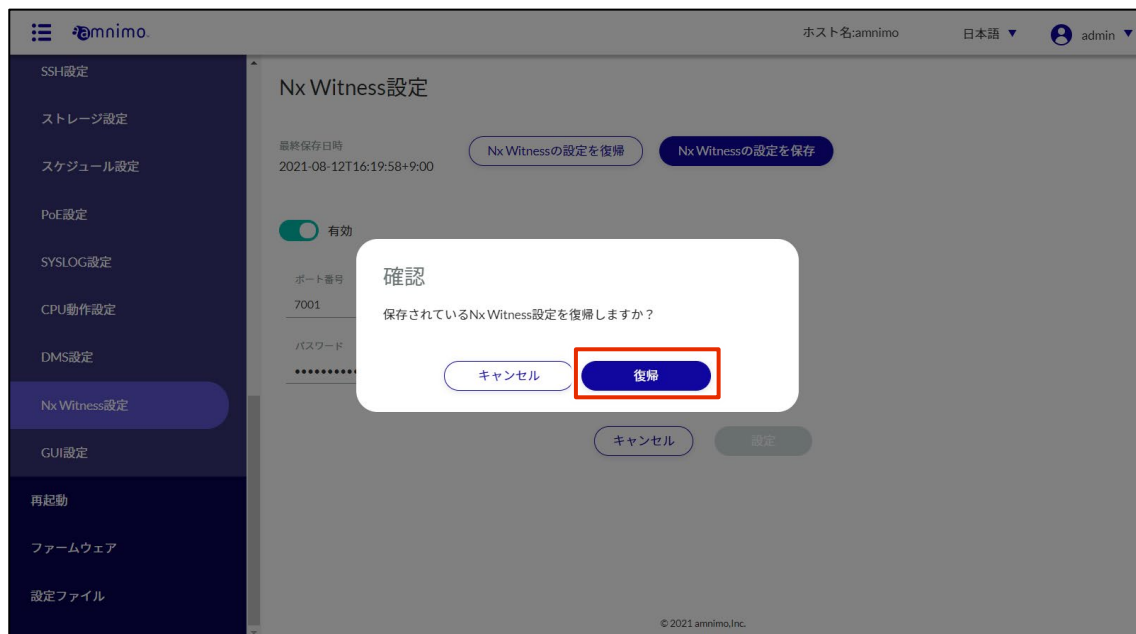 amnimo
ホスト名:amnimo
日本語
admin
SSH設定
ストレージ設定
スケジュール設定
PoE設定
SYSLOG設定
CPU動作設定
DMS設定
Nx Witness設定
GUI設定
再起動
ファームウェア
設定ファイル
Nx Witness設定
最終保存日時
2021-08-12T16:19:58+9:00
Nx Witnessの設定を復帰
Nx Witnessの設定を保存
有効
ポート番号
7001
パスワード
確認
保存されているNx Witness設定を復帰しますか？
キャンセル
復帰
キャンセル
設定
© 2021 amnimo,Inc.